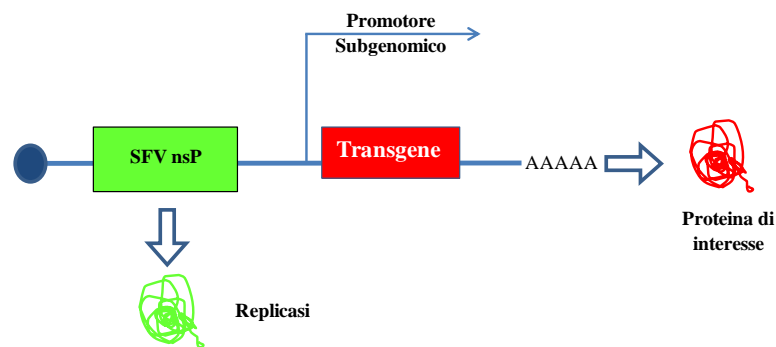 Promotore
Subgenomico
SFV nsP
Transgene
AAAAA
Proteina di
interesse
Replicasi